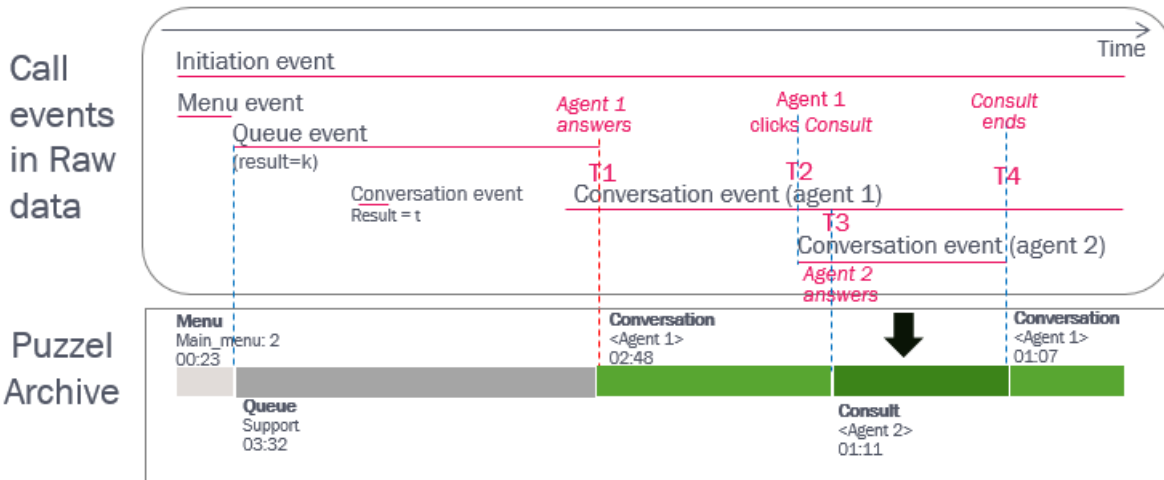 Call
events
in Raw
data
Time
Initiation event
Menu event
Queue event
(result=k)
Conversation event
Result = t
Agent 1
answers
T1
Conversation event (agent 1)
Agent 1
clicks Consult
T2
T3
Conversation event (agent 2)
Agent 2
answers
Consult
ends
T4
Puzzel
Archive
Menu
Main_menu: 2
00:23
Queue
Support
03:32
Conversation
<Agent 1>
02:48
Consult
<Agent 2>
01:11
Conversation
<Agent 1>
01:07